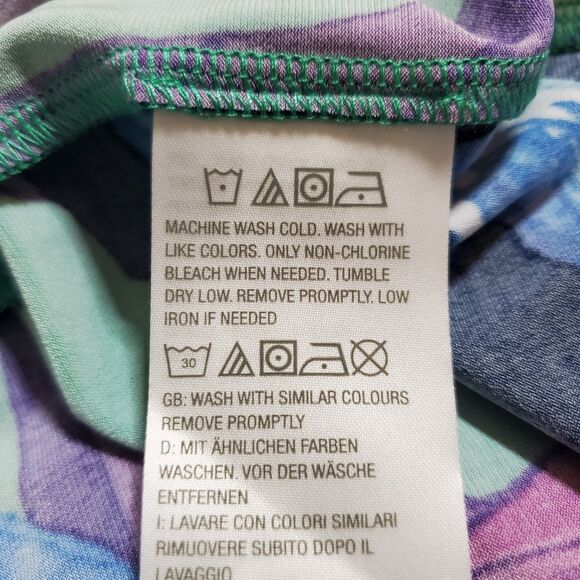 MACHINE WASH COLD. WASH WITH
LIKE COLORS. ONLY NON-CHLORINE
BLEACH WHEN NEEDED. TUMBLE
DRY LOW. REMOVE PROMPTLY. LOW
IRON IF NEEDED
30
GB: WASH WITH SIMILAR COLOURS
REMOVE PROMPTLY
D: MIT ÄHNLICHEN FARBEN
WASCHEN. VOR DER WÄSCHE
ENTFERNEN
I: LAVARE CON COLORI SIMILARI
RIMUOVERE SUBITO DOPO IL
LAVAGGIO